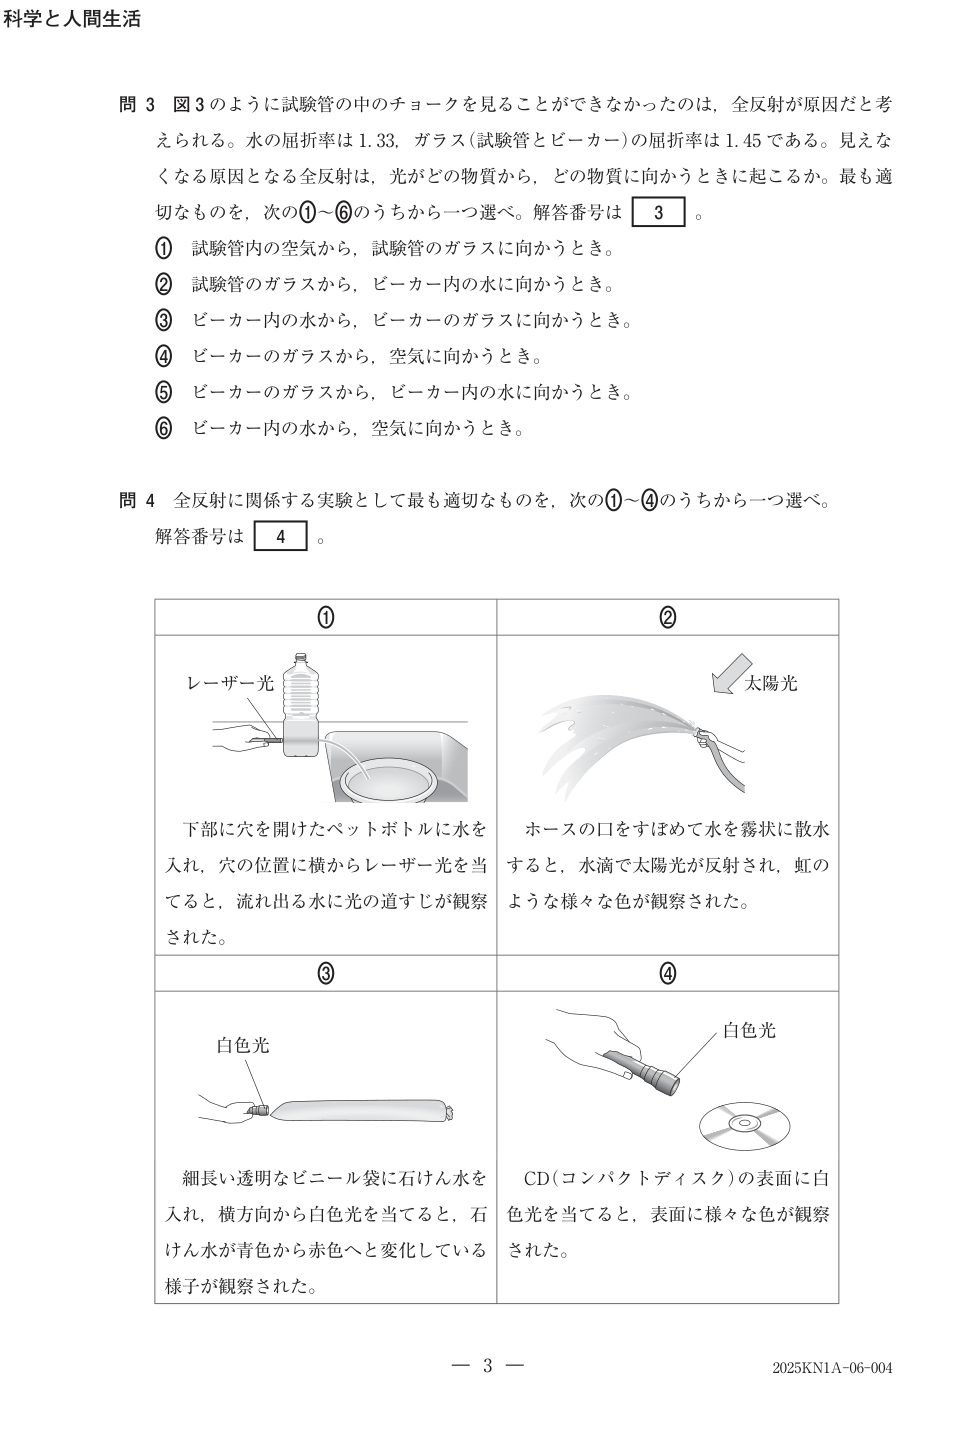 科学と人間生活
問 3 図3のように試験管の中のチョークを見ることができなかったのは，全反射が原因だと考
えられる。水の屈折率は1.33，ガラス(試験管とビーカー)の屈折率は1.45である。見えな
くなる原因となる全反射は，光がどの物質から，どの物質に向かうときに起こるか。最も適
切なものを，次の①～⑥のうちから一つ選べ。解答番号は 3 。
① 試験管内の空気から，試験管のガラスに向かうとき。
② 試験管のガラスから，ビーカー内の水に向かうとき。
③ ビーカー内の水から，ビーカーのガラスに向かうとき。
④ ビーカーのガラスから，空気に向かうとき。
⑤ ビーカーのガラスから，ビーカー内の水に向かうとき。
⑥ ビーカー内の水から，空気に向かうとき。
問 4 全反射に関係する実験として最も適切なものを，次の①～④のうちから一つ選べ。
解答番号は 4 。
①
レーザー光
下部に穴を開けたペットボトルに水を
入れ，穴の位置に横からレーザー光を当
てると，流れ出る水に光の道すじが観察
された。
②
太陽光
ホースの口をすぼめて水を霧状に散水
すると，水滴で太陽光が反射され，虹の
ような様々な色が観察された。
③
白色光
細長い透明なビニール袋に石けん水を
入れ，横方向から白色光を当てると，石
けん水が青色から赤色へと変化している
様子が観察された。
④
白色光
CD(コンパクトディスク)の表面に白
色光を当てると，表面に様々な色が観察
された。
― 3 ―
2025KN1A-06-004